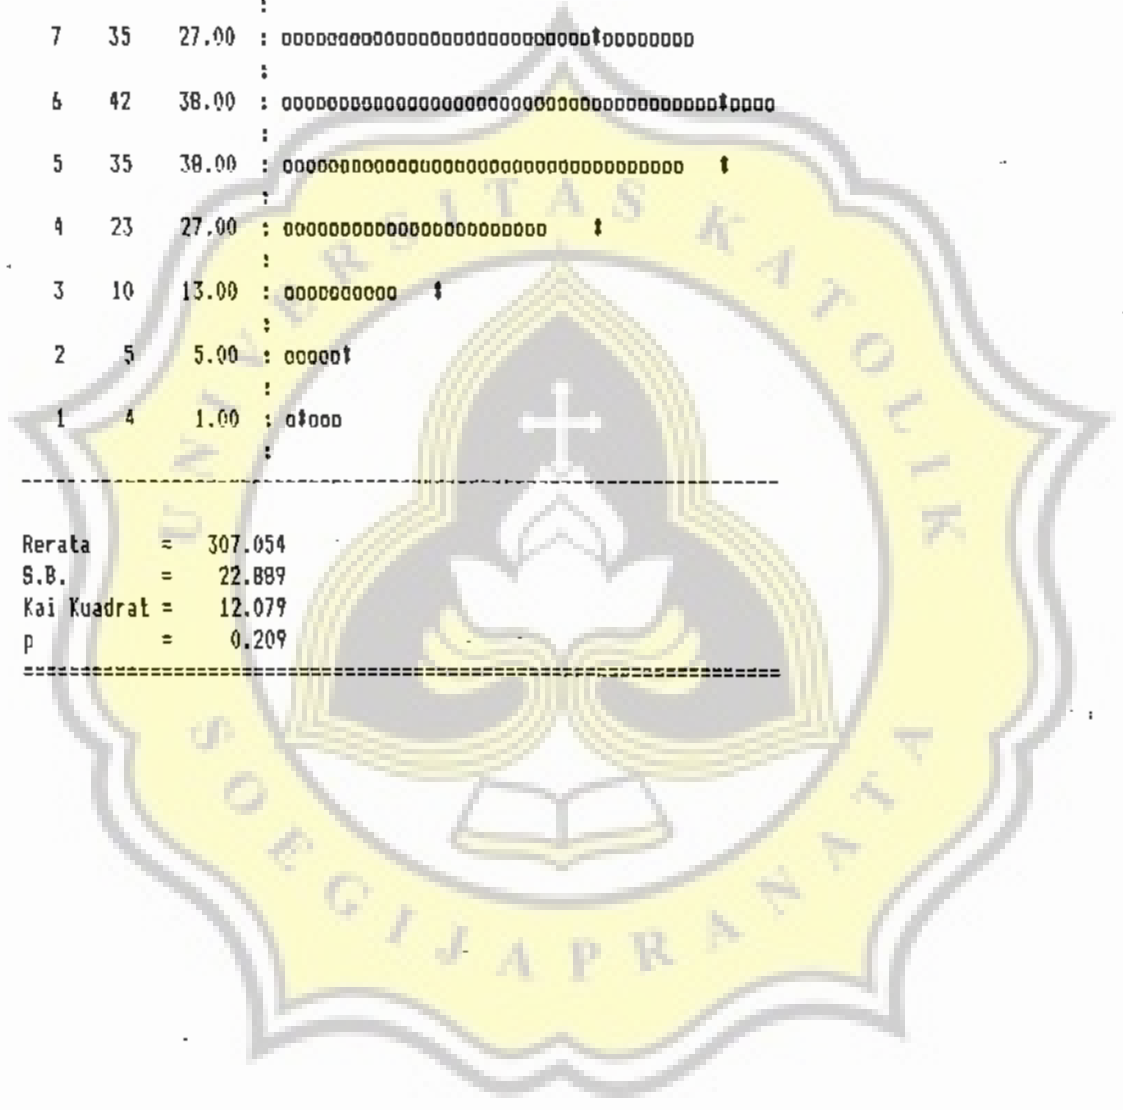 :
7 35 27.00 : ooooooooooooooooooooooooooo*oooooooo
:
6 42 38.00 : oooooooooooooooooooooooooooooooooooooo*oooo
:
5 35 38.00 : ooooooooooooooooooooooooooooooooooo *
:
4 23 27.00 : ooooooooooooooooooooooo *
:
3 10 13.00 : oooooooooo *
:
2 5 5.00 : ooooo*
:
1 4 1.00 : o*ooo
:
-----------------------------------------------------------------
Rerata = 307.054
S.B. = 22.889
Kai Kuadrat = 12.079
p = 0.209
=================================================================
UNIVERSITAS KATOLIK
SOEGIJAPRANATA